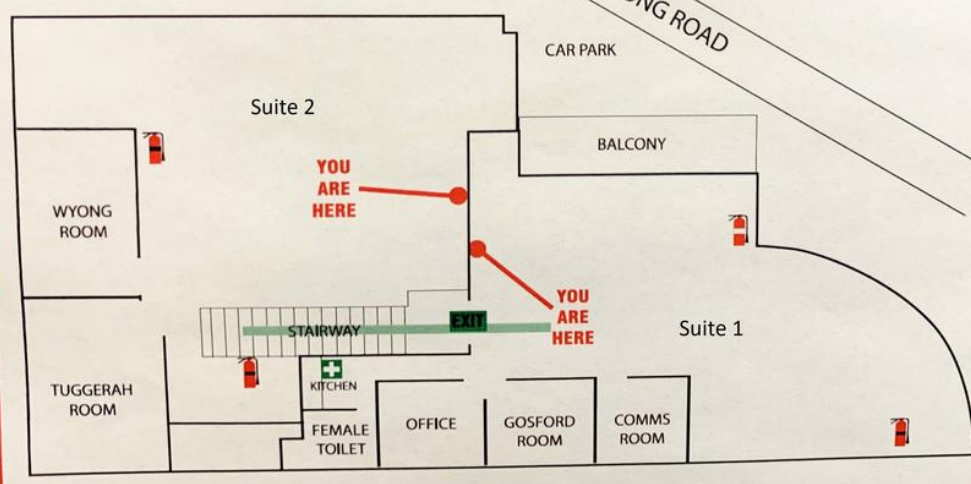 ROAD
CAR PARK
Suite 2
BALCONY
YOU
ARE
HERE
WYONG
ROOM
YOU
ARE
HERE
EXIT
STAIRWAY
Suite 1
TUGGERAH
ROOM
KITCHEN
FEMALE
TOILET
OFFICE
GOSFORD
ROOM
COMMS
ROOM